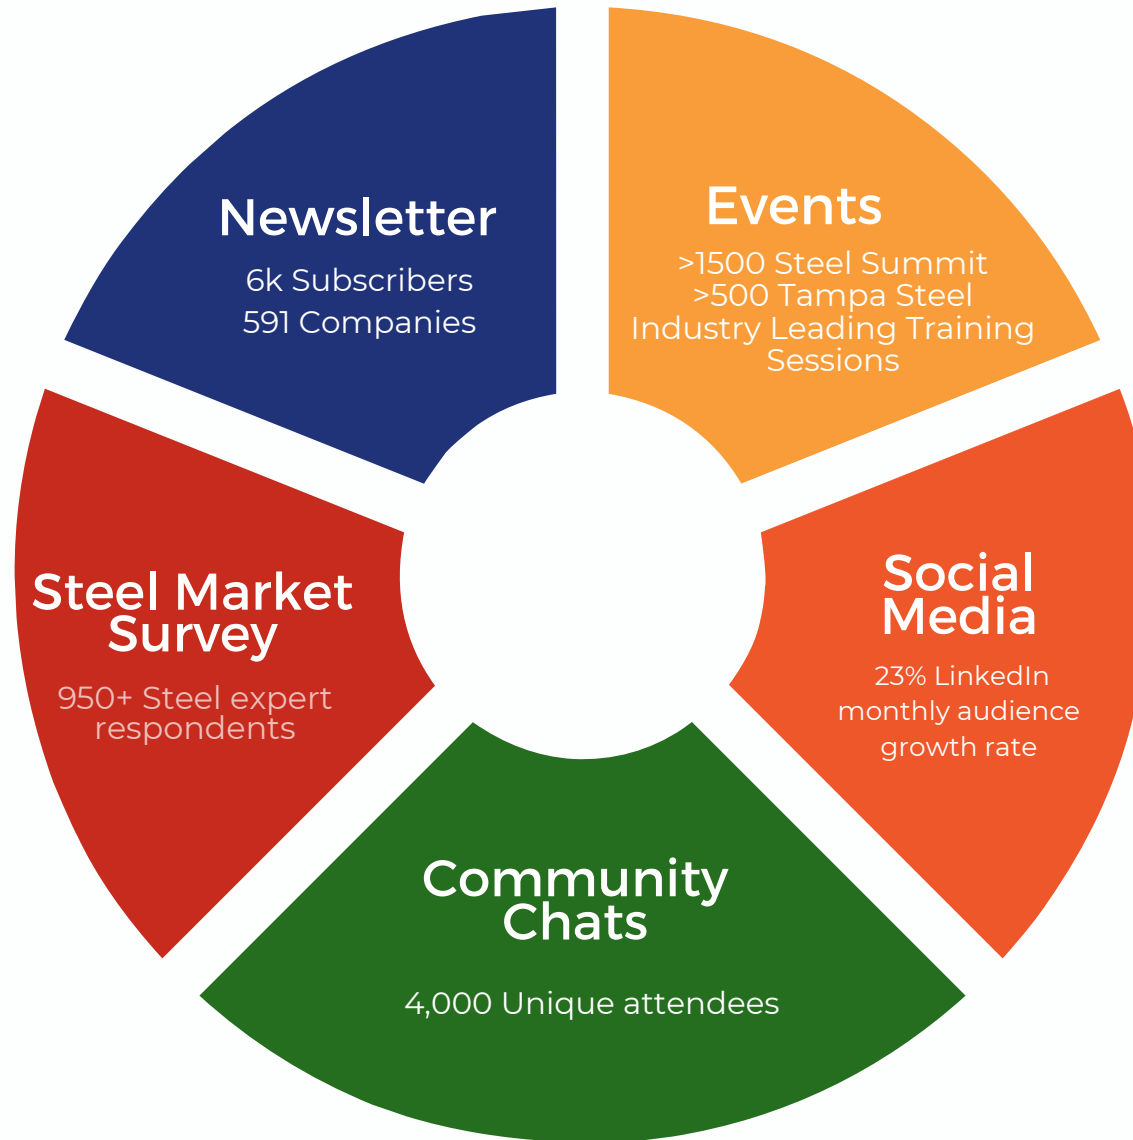 Newsletter
6k Subscribers
591 Companies
Events
>1500 Steel Summit
>500 Tampa Steel
Industry Leading Training
Sessions
Steel Market
Survey
950+ Steel expert
respondents
Social
Media
23% LinkedIn
monthly audience
growth rate
Community
Chats
4,000 Unique attendees